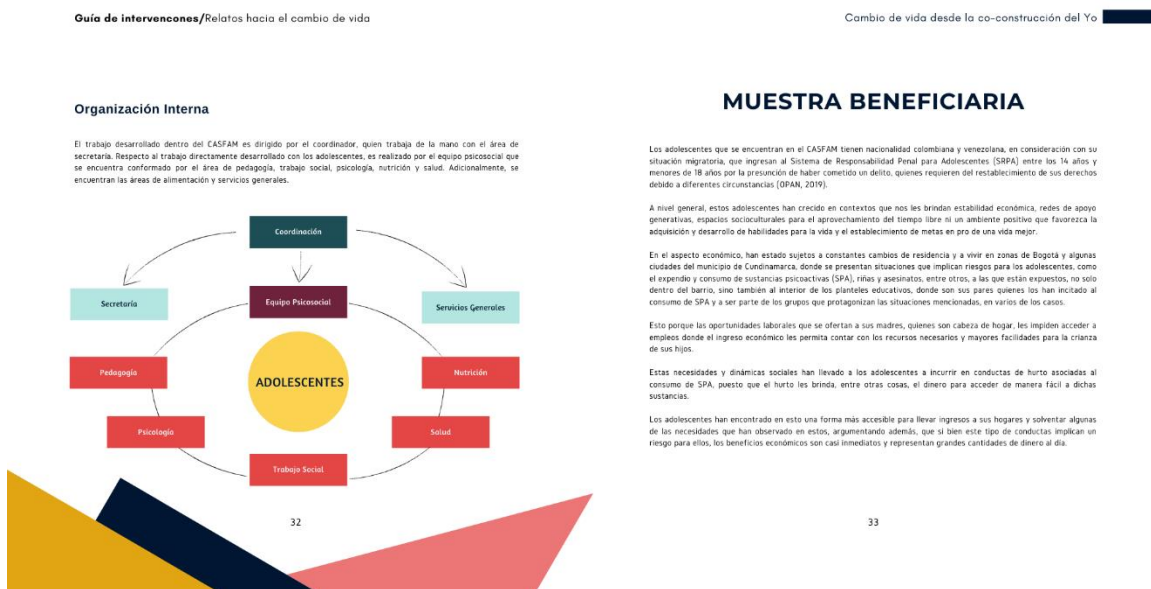 Guía de intervencones/Relatos hacia el cambio de vida
Organización Interna
El trabajo desarrollado dentro del CASFAM es dirigido por el coordinador, quien trabaja de la mano con el área de
secretaría. Respecto al trabajo directamente desarrollado con los adolescentes, es realizado por el equipo psicosocial que
se encuentra conformado por el área de pedagogía, trabajo social, psicología, nutrición y salud. Adicionalmente, se
encuentran las áreas de alimentación y servicios generales.
Coordinación
Secretaría
Equipo Psicosocial
Servicios Generales
Pedagogía
ADOLESCENTES
Nutrición
Psicología
Salud
Trabajo Social
32
Cambio de vida desde la co-construcción del Yo
MUESTRA BENEFICIARIA
Los adolescentes que se encuentran en el CASFAM tienen nacionalidad colombiana y venezolana, en consideración con su
situación migratoria, que ingresan al Sistema de Responsabilidad Penal para Adolescentes (SRPA) entre los 14 años y
menores de 18 años por la presunción de haber cometido un delito, quienes requieren del restablecimiento de sus derechos
debido a diferentes circunstancias (OPAN, 2019).
A nivel general, estos adolescentes han crecido en contextos que nos les brindan estabilidad económica, redes de apoyo
generativas, espacios socioculturales para el aprovechamiento del tiempo libre ni un ambiente positivo que favorezca la
adquisición y desarrollo de habilidades para la vida y el establecimiento de metas en pro de una vida mejor.
En el aspecto económico, han estado sujetos a constantes cambios de residencia y a vivir en zonas de Bogotá y algunas
ciudades del municipio de Cundinamarca, donde se presentan situaciones que implican riesgos para los adolescentes, como
el expendio y consumo de sustancias psicoactivas (SPA), riñas y asesinatos, entre otros, a las que están expuestos, no solo
dentro del barrio, sino también al interior de los planteles educativos, donde son sus pares quienes los han incitado al
consumo de SPA y a ser parte de los grupos que protagonizan las situaciones mencionadas, en varios de los casos.
Esto porque las oportunidades laborales que se ofertan a sus madres, quienes son cabeza de hogar, les impiden acceder a
empleos donde el ingreso económico les permita contar con los recursos necesarios y mayores facilidades para la crianza
de sus hijos.
Estas necesidades y dinámicas sociales han llevado a los adolescentes a incurrir en conductas de hurto asociadas al
consumo de SPA, puesto que el hurto les brinda, entre otras cosas, el dinero para acceder de manera fácil a dichas
sustancias.
Los adolescentes han encontrado en esto una forma más accesible para llevar ingresos a sus hogares y solventar algunas
de las necesidades que han observado en estos, argumentando además, que si bien este tipo de conductas implican un
riesgo para ellos, los beneficios económicos son casi inmediatos y representan grandes cantidades de dinero al día.
33